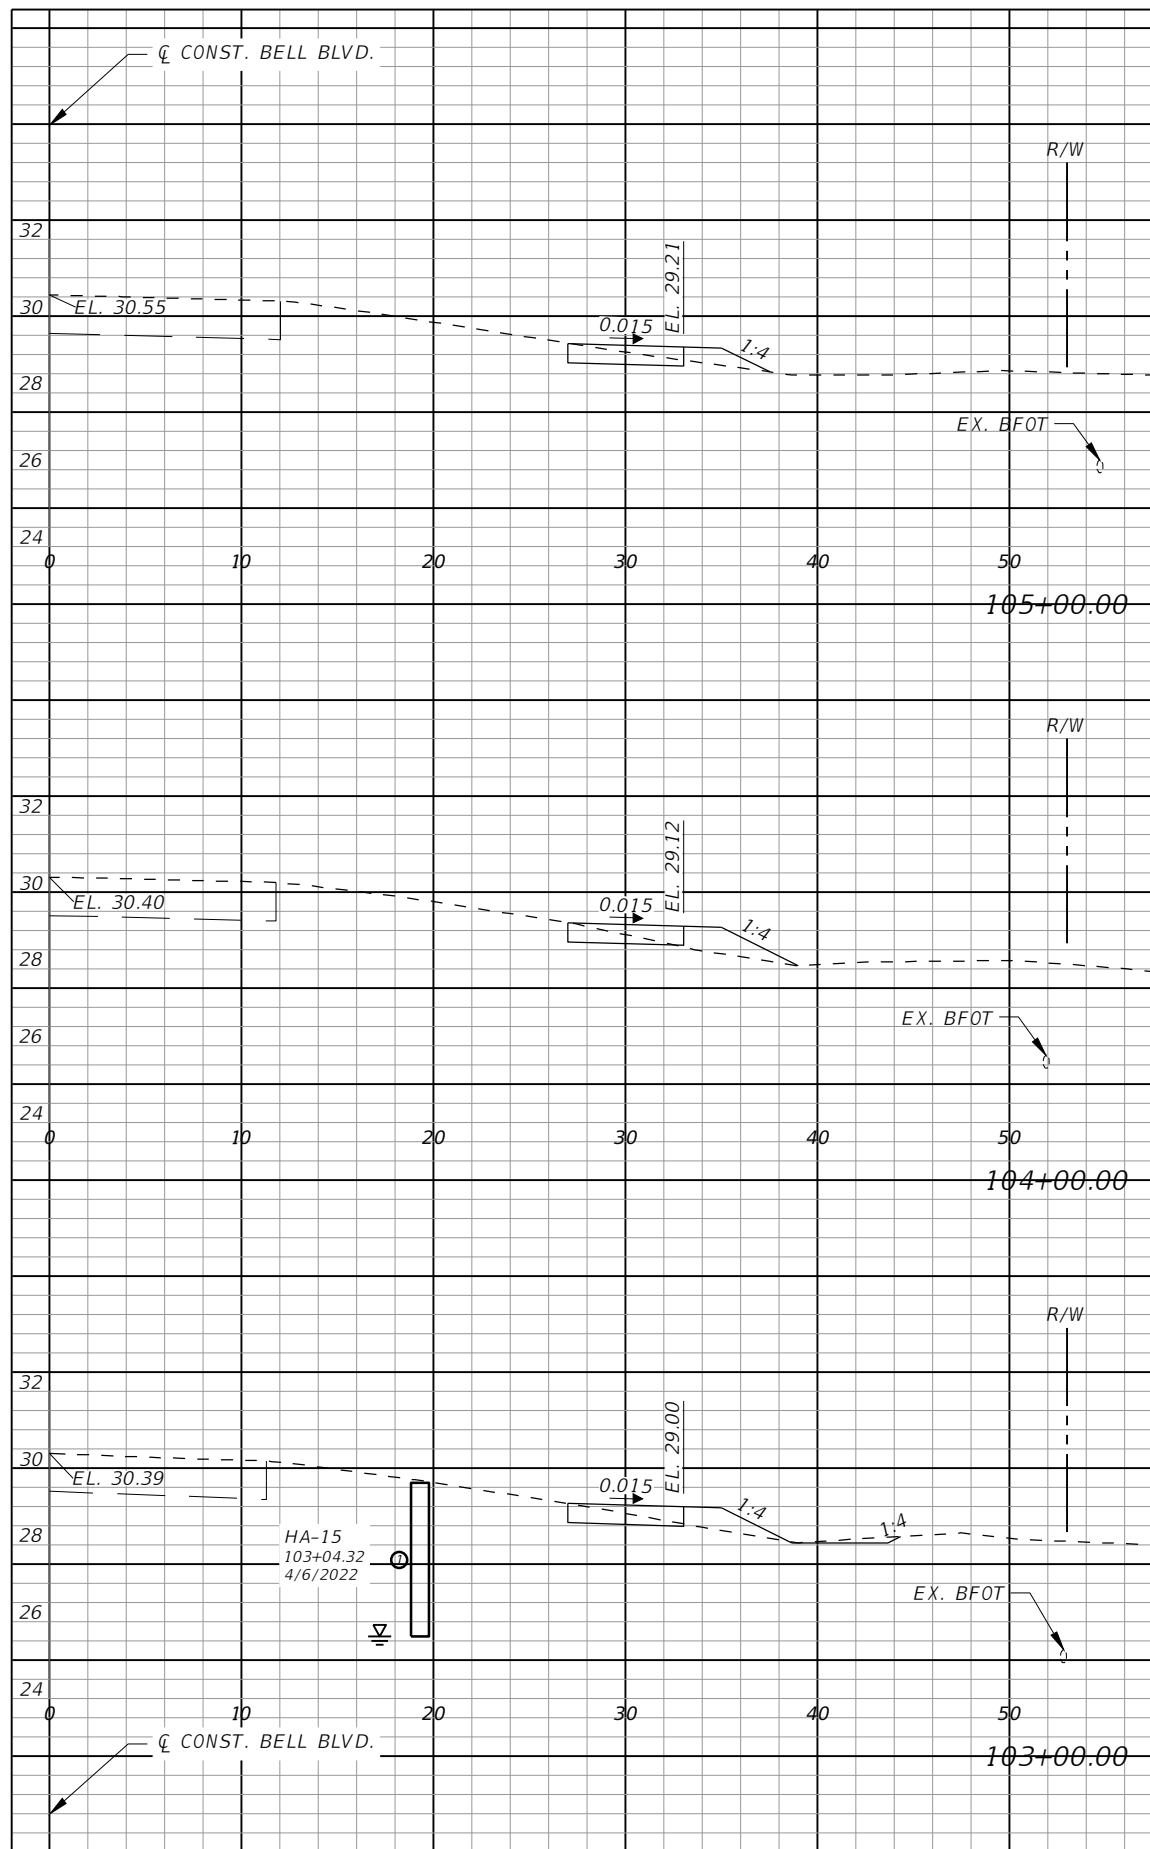 ℄ CONST. BELL BLVD.
R/W
32
EL. 29.21
30
EL. 30.55
0.015
1:4
28
EX. BFOT
26
24
0 10 20 30 40 50
105+00.00
R/W
32
EL. 29.12
30
EL. 30.40
0.015
1:4
28
EX. BFOT
26
24
0 10 20 30 40 50
104+00.00
R/W
32
EL. 29.00
30
EL. 30.39
0.015
1:4
1:4
28
HA-15
103+04.32
4/6/2022
1
EX. BFOT
26
24
0 10 20 30 40 50
℄ CONST. BELL BLVD.
103+00.00